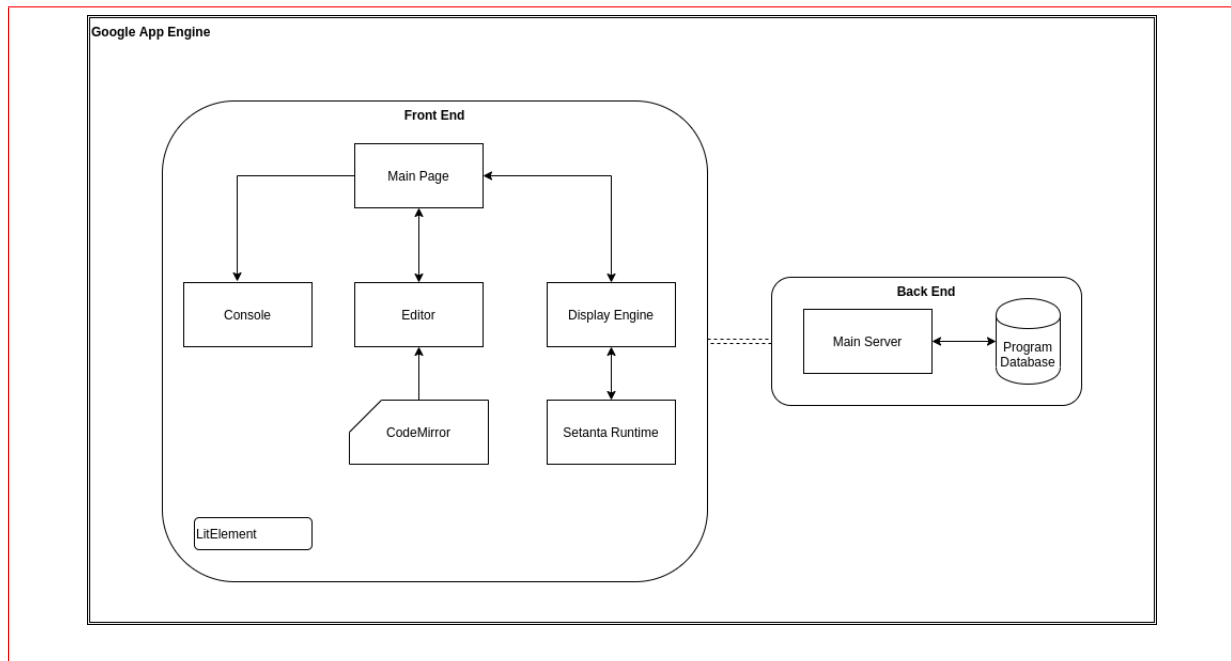 Google App Engine
Front End
Main Page
Console
Editor
Display Engine
CodeMirror
Setanta Runtime
LitElement
Back End
Main Server
Program
Database